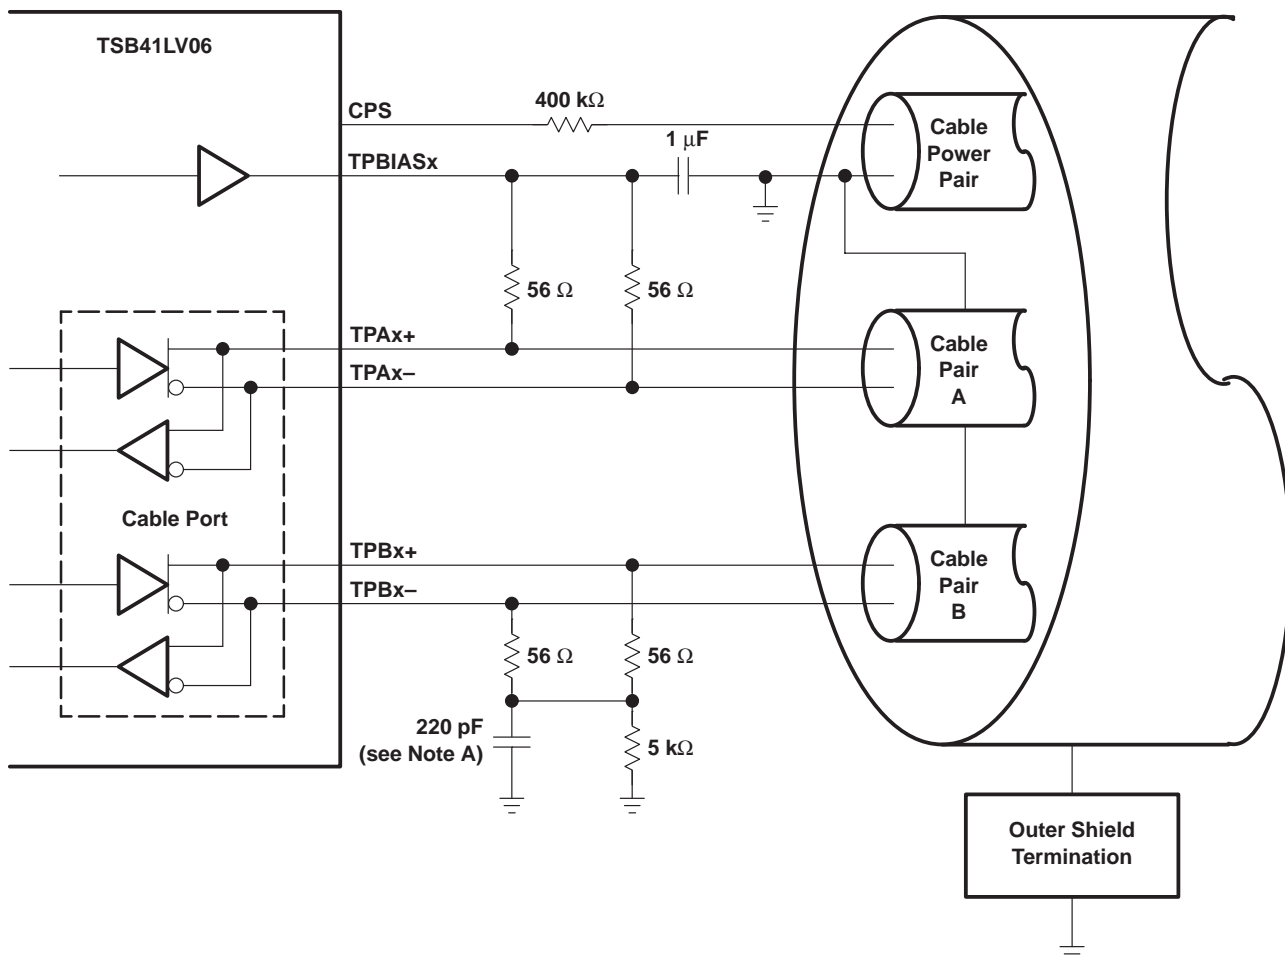 TSB41LV06
CPS
400 kΩ
1 μF
TPBIASx
Cable
Power
Pair
56 Ω
56 Ω
TPAx+
TPAx–
Cable
Pair
A
Cable Port
TPBx+
TPBx–
Cable
Pair
B
56 Ω
56 Ω
220 pF
(see Note A)
5 kΩ
Outer Shield
Termination